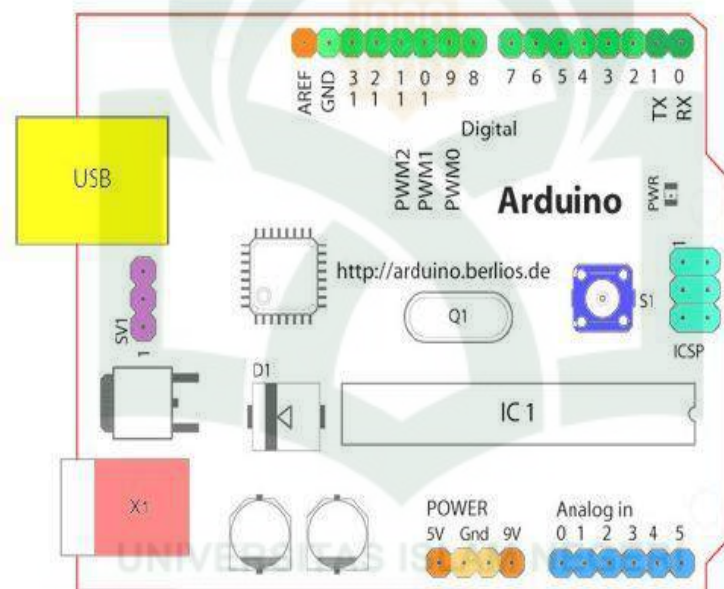 AREF
GND
13
12
11
10
9
8
7
6
5
4
3
2
1
0
TX
RX
Digital
PWM2
PWM1
PWM0
USB
Arduino
PWR
http://arduino.berlios.de
SV1
1
Q1
S1
1
ICSP
D1
IC 1
X1
POWER
5V Gnd 9V
Analog in
0 1 2 3 4 5